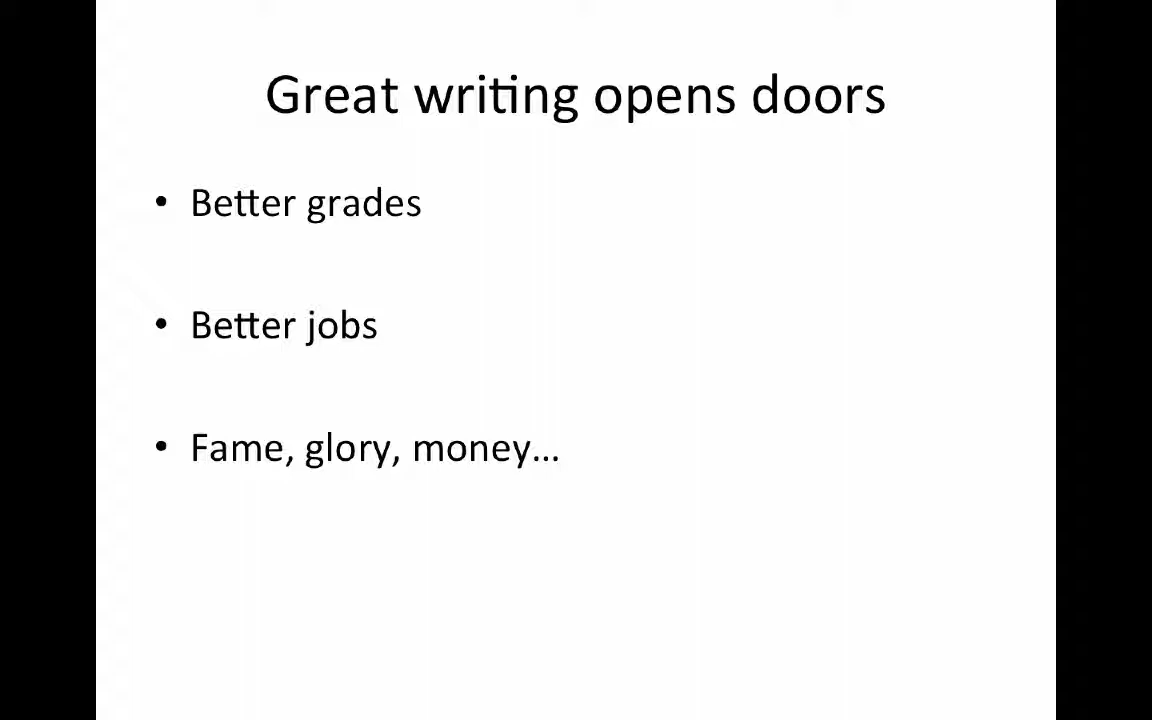 Great writing opens doors
• Better grades
• Better jobs
• Fame, glory, money…